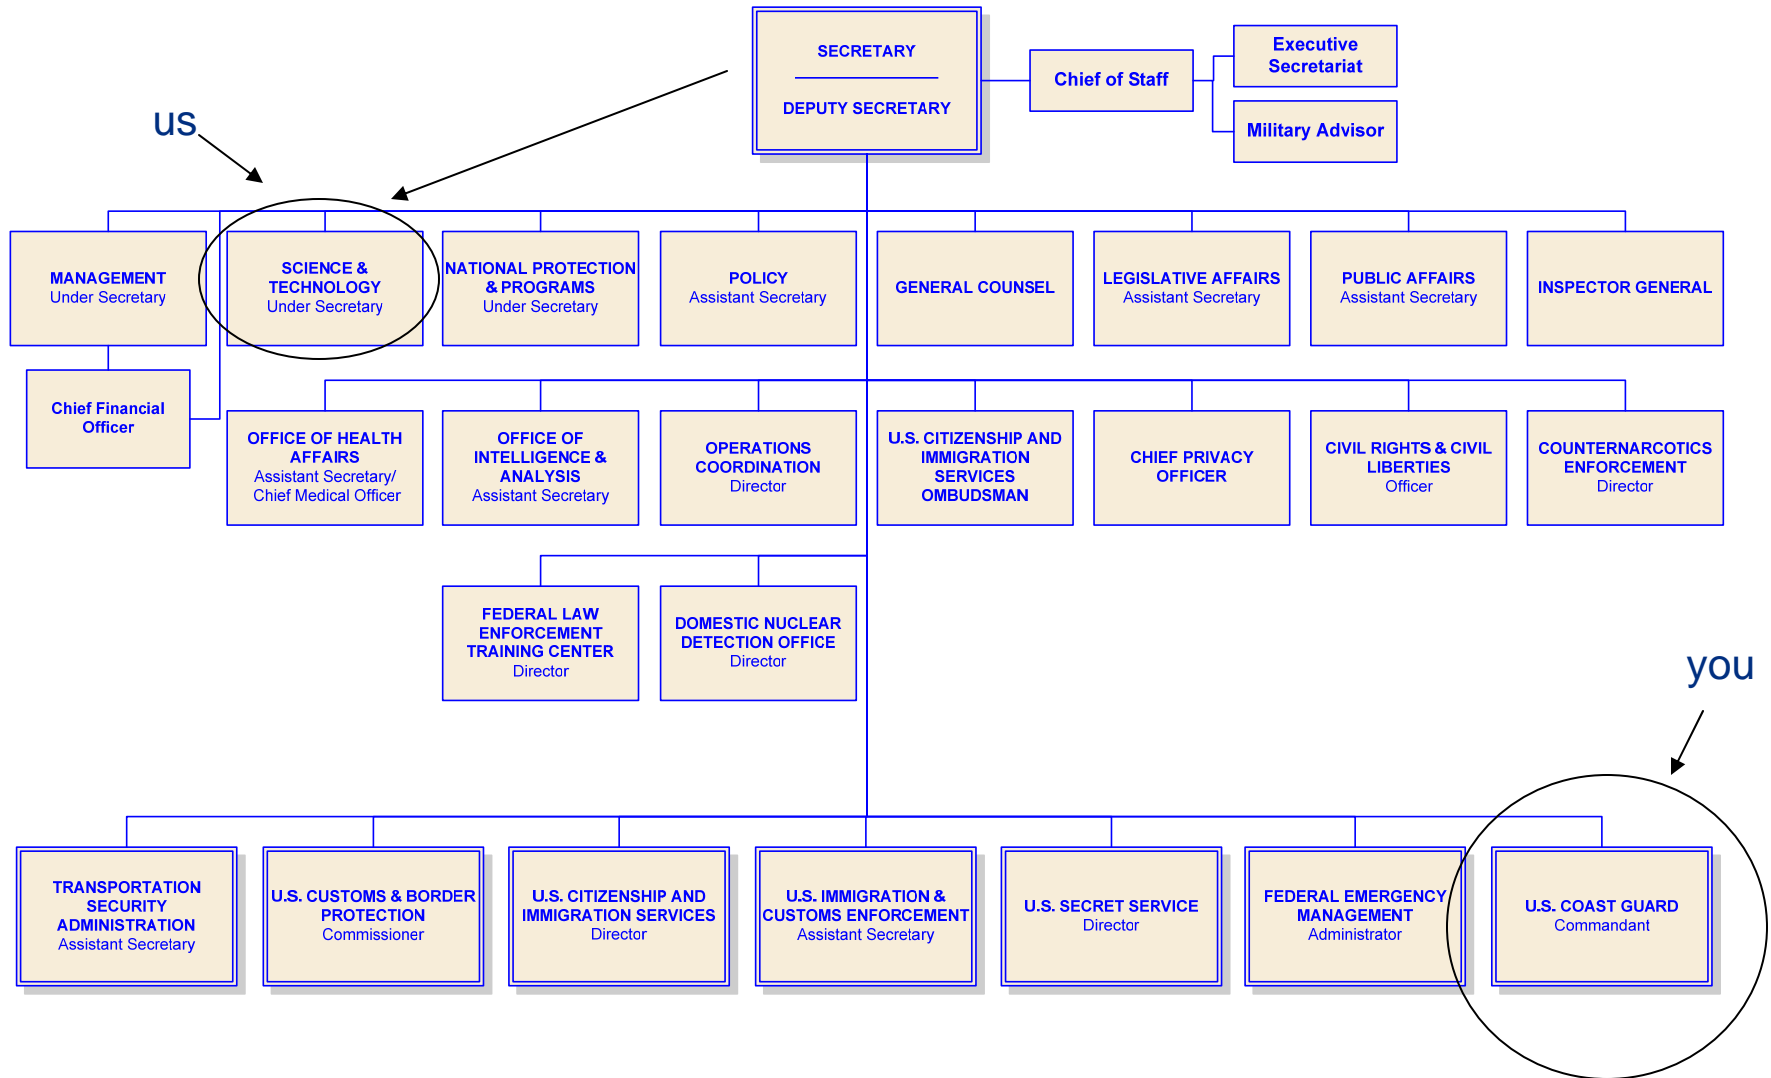 SECRETARY
DEPUTY SECRETARY
Chief of Staff
Executive
Secretariat
Military Advisor
us
MANAGEMENT
Under Secretary
SCIENCE &
TECHNOLOGY
Under Secretary
NATIONAL PROTECTION
& PROGRAMS
Under Secretary
POLICY
Assistant Secretary
GENERAL COUNSEL
LEGISLATIVE AFFAIRS
Assistant Secretary
PUBLIC AFFAIRS
Assistant Secretary
INSPECTOR GENERAL
Chief Financial
Officer
OFFICE OF HEALTH
AFFAIRS
Assistant Secretary/
Chief Medical Officer
OFFICE OF
INTELLIGENCE &
ANALYSIS
Assistant Secretary
OPERATIONS
COORDINATION
Director
U.S. CITIZENSHIP AND
IMMIGRATION
SERVICES
OMBUDSMAN
CHIEF PRIVACY
OFFICER
CIVIL RIGHTS & CIVIL
LIBERTIES
Officer
COUNTERNARCOTICS
ENFORCEMENT
Director
FEDERAL LAW
ENFORCEMENT
TRAINING CENTER
Director
DOMESTIC NUCLEAR
DETECTION OFFICE
Director
you
TRANSPORTATION
SECURITY
ADMINISTRATION
Assistant Secretary
U.S. CUSTOMS & BORDER
PROTECTION
Commissioner
U.S. CITIZENSHIP AND
IMMIGRATION SERVICES
Director
U.S. IMMIGRATION &
CUSTOMS ENFORCEMENT
Assistant Secretary
U.S. SECRET SERVICE
Director
FEDERAL EMERGENCY
MANAGEMENT
Administrator
U.S. COAST GUARD
Commandant